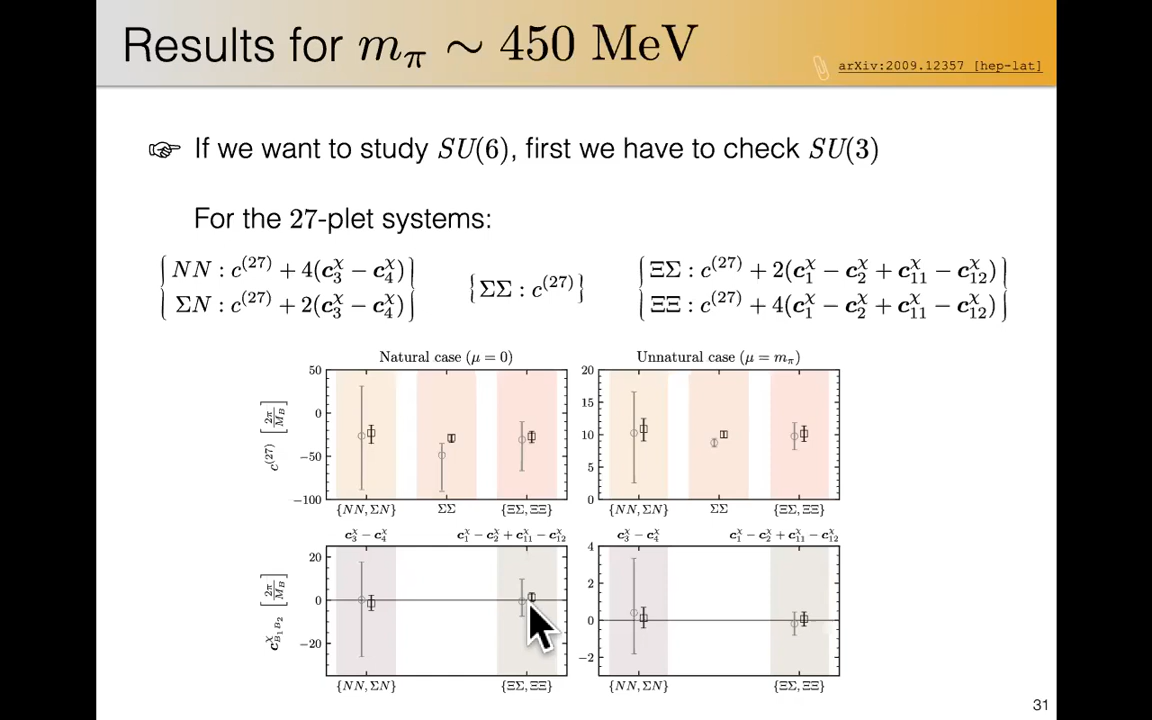 Results for m_π ∼ 450 MeV
arXiv:2009.12357 [hep-lat]
☞ If we want to study SU(6), first we have to check SU(3)
For the 27-plet systems:
{ NN : c^(27) + 4(c_3^χ − c_4^χ)
ΣN : c^(27) + 2(c_3^χ − c_4^χ) }
{ ΣΣ : c^(27) }
{ ΞΣ : c^(27) + 2(c_1^χ − c_2^χ + c_11^χ − c_12^χ)
ΞΞ : c^(27) + 4(c_1^χ − c_2^χ + c_11^χ − c_12^χ) }
Natural case (μ = 0)
c^(27) [2π/M_B]
50
0
−50
−100
{NN, ΣN} ΣΣ {ΞΣ, ΞΞ}
Unnatural case (μ = m_π)
20
15
10
5
0
{NN, ΣN} ΣΣ {ΞΣ, ΞΞ}
c_3^χ − c_4^χ c_1^χ − c_2^χ + c_11^χ − c_12^χ
c_{B_1B_2}^χ [2π/M_B]
20
0
−20
{NN, ΣN} {ΞΣ, ΞΞ}
c_3^χ − c_4^χ c_1^χ − c_2^χ + c_11^χ − c_12^χ
4
2
0
−2
{NN, ΣN} {ΞΣ, ΞΞ}
31